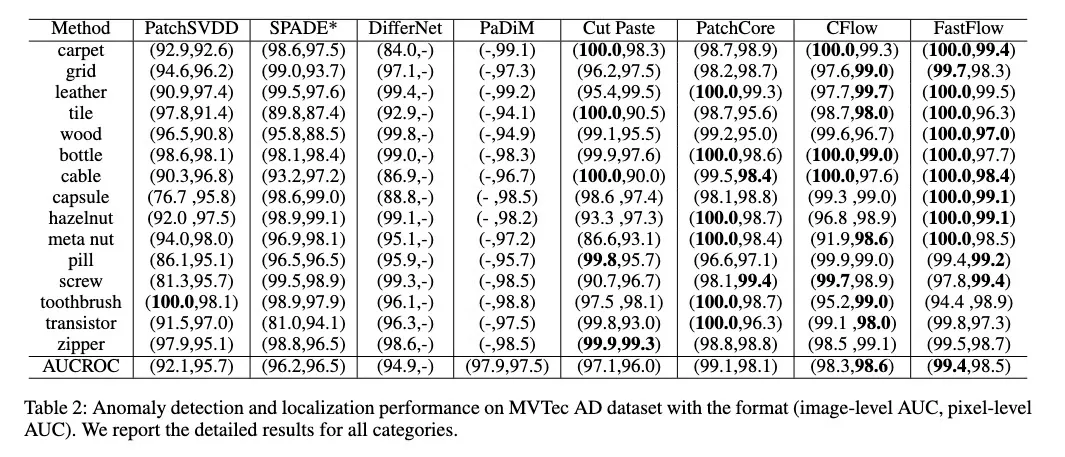 Method PatchSVDD SPADE* DifferNet PaDiM Cut Paste PatchCore CFlow FastFlow
carpet (92.9,92.6) (98.6,97.5) (84.0,-) (-,99.1) (100.0,98.3) (98.7,98.9) (100.0,99.3) (100.0,99.4)
grid (94.6,96.2) (99.0,93.7) (97.1,-) (-,97.3) (96.2,97.5) (98.2,98.7) (97.6,99.0) (99.7,98.3)
leather (90.9,97.4) (99.5,97.6) (99.4,-) (-,99.2) (95.4,99.5) (100.0,99.3) (97.7,99.7) (100.0,99.5)
tile (97.8,91.4) (89.8,87.4) (92.9,-) (-,94.1) (100.0,90.5) (98.7,95.6) (98.7,98.0) (100.0,96.3)
wood (96.5,90.8) (95.8,88.5) (99.8,-) (-,94.9) (99.1,95.5) (99.2,95.0) (99.6,96.7) (100.0,97.0)
bottle (98.6,98.1) (98.1,98.4) (99.0,-) (-,98.3) (99.9,97.6) (100.0,98.6) (100.0,99.0) (100.0,97.7)
cable (90.3,96.8) (93.2,97.2) (86.9,-) (-,96.7) (100.0,90.0) (99.5,98.4) (100.0,97.6) (100.0,98.4)
capsule (76.7 ,95.8) (98.6,99.0) (88.8,-) (- ,98.5) (98.6 ,97.4) (98.1,98.8) (99.3 ,99.0) (100.0,99.1)
hazelnut (92.0 ,97.5) (98.9,99.1) (99.1,-) (- ,98.2) (93.3 ,97.3) (100.0,98.7) (96.8 ,98.9) (100.0,99.1)
meta nut (94.0,98.0) (96.9,98.1) (95.1,-) (-,97.2) (86.6,93.1) (100.0,98.4) (91.9,98.6) (100.0,98.5)
pill (86.1,95.1) (96.5,96.5) (95.9,-) (-,95.7) (99.8,95.7) (96.6,97.1) (99.9,99.0) (99.4,99.2)
screw (81.3,95.7) (99.5,98.9) (99.3,-) (-,98.5) (90.7,96.7) (98.1,99.4) (99.7,98.9) (97.8,99.4)
toothbrush (100.0,98.1) (98.9,97.9) (96.1,-) (-,98.8) (97.5 ,98.1) (100.0,98.7) (95.2,99.0) (94.4 ,98.9)
transistor (91.5,97.0) (81.0,94.1) (96.3,-) (-,97.5) (99.8,93.0) (100.0,96.3) (99.1 ,98.0) (99.8,97.3)
zipper (97.9,95.1) (98.8,96.5) (98.6,-) (-,98.5) (99.9,99.3) (98.8,98.8) (98.5 ,99.1) (99.5,98.7)
AUCROC (92.1,95.7) (96.2,96.5) (94.9,-) (97.9,97.5) (97.1,96.0) (99.1,98.1) (98.3,98.6) (99.4,98.5)
Table 2: Anomaly detection and localization performance on MVTec AD dataset with the format (image-level AUC, pixel-level
AUC). We report the detailed results for all categories.